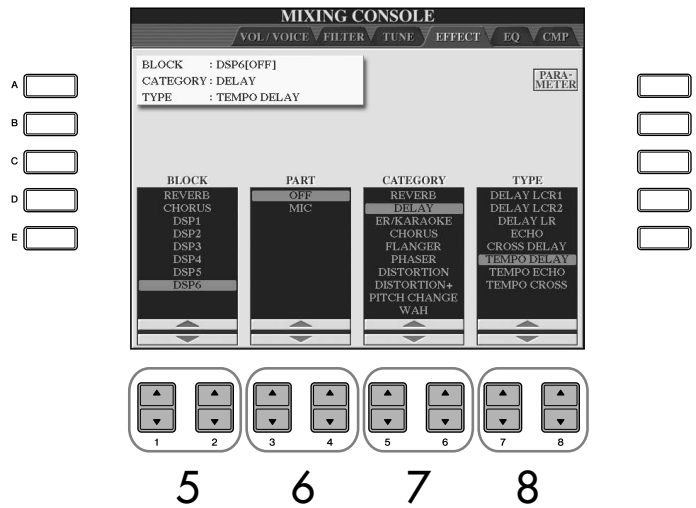 MIXING CONSOLE
VOL / VOICE FILTER TUNE EFFECT EQ CMP
BLOCK : DSP6[OFF]
CATEGORY : DELAY
TYPE : TEMPO DELAY
PARA-
METER
A
B
C
D
E
BLOCK
REVERB
CHORUS
DSP1
DSP2
DSP3
DSP4
DSP5
DSP6
PART
OFF
MIC
CATEGORY
REVERB
DELAY
ER/KARAOKE
CHORUS
FLANGER
PHASER
DISTORTION
DISTORTION+
PITCH CHANGE
WAH
TYPE
DELAY LCR1
DELAY LCR2
DELAY LR
ECHO
CROSS DELAY
TEMPO DELAY
TEMPO ECHO
TEMPO CROSS
1 2 3 4 5 6 7 8
5 6 7 8